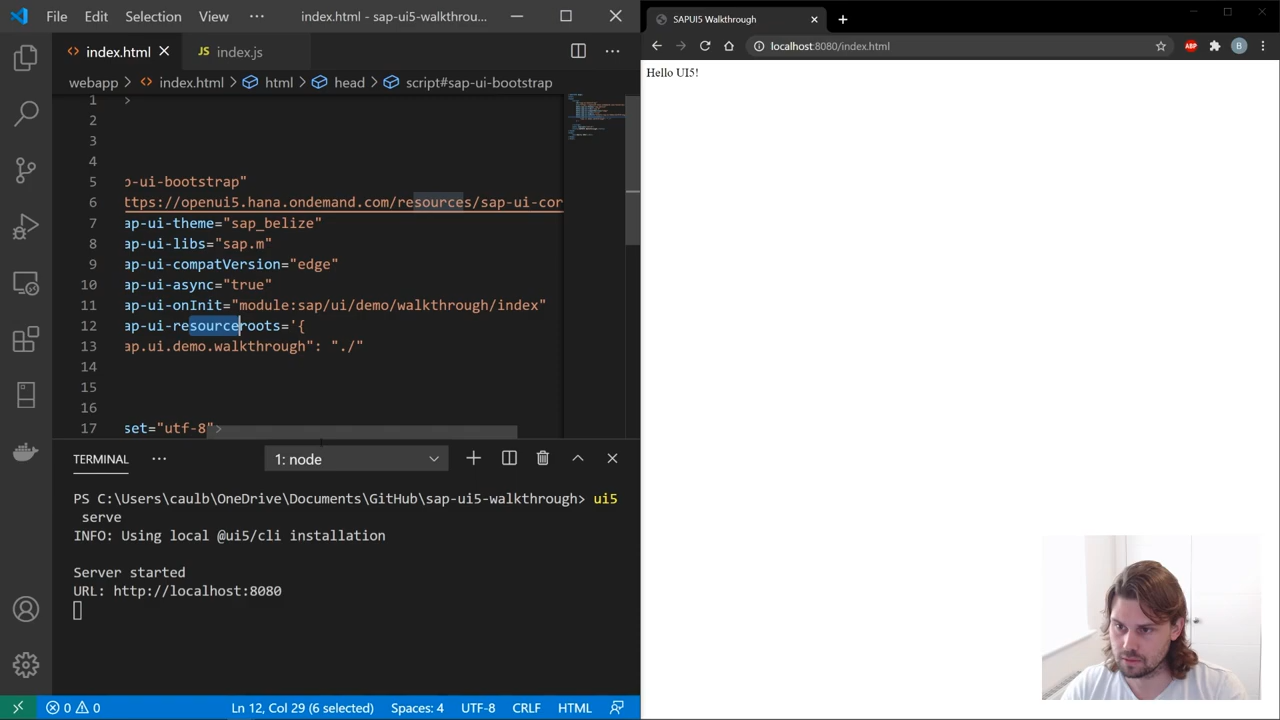 File Edit Selection View ··· index.html - sap-ui5-walkthrou...
index.html index.js
webapp > index.html > html > head > script#sap-ui-bootstrap
1 >
2
3
4
5 p-ui-bootstrap"
6 ttps://openui5.hana.ondemand.com/resources/sap-ui-cor
7 ap-ui-theme="sap_belize"
8 ap-ui-libs="sap.m"
9 ap-ui-compatVersion="edge"
10 ap-ui-async="true"
11 ap-ui-onInit="module:sap/ui/demo/walkthrough/index"
12 ap-ui-resourceroots='{
13 ap.ui.demo.walkthrough": "./"
14
15
16
17 set="utf-8">
TERMINAL ··· 1: node
PS C:\Users\caulb\OneDrive\Documents\GitHub\sap-ui5-walkthrough> ui5
serve
INFO: Using local @ui5/cli installation
Server started
URL: http://localhost:8080
0 0 Ln 12, Col 29 (6 selected) Spaces: 4 UTF-8 CRLF HTML
SAPUI5 Walkthrough
localhost:8080/index.html ABP B
Hello UI5!